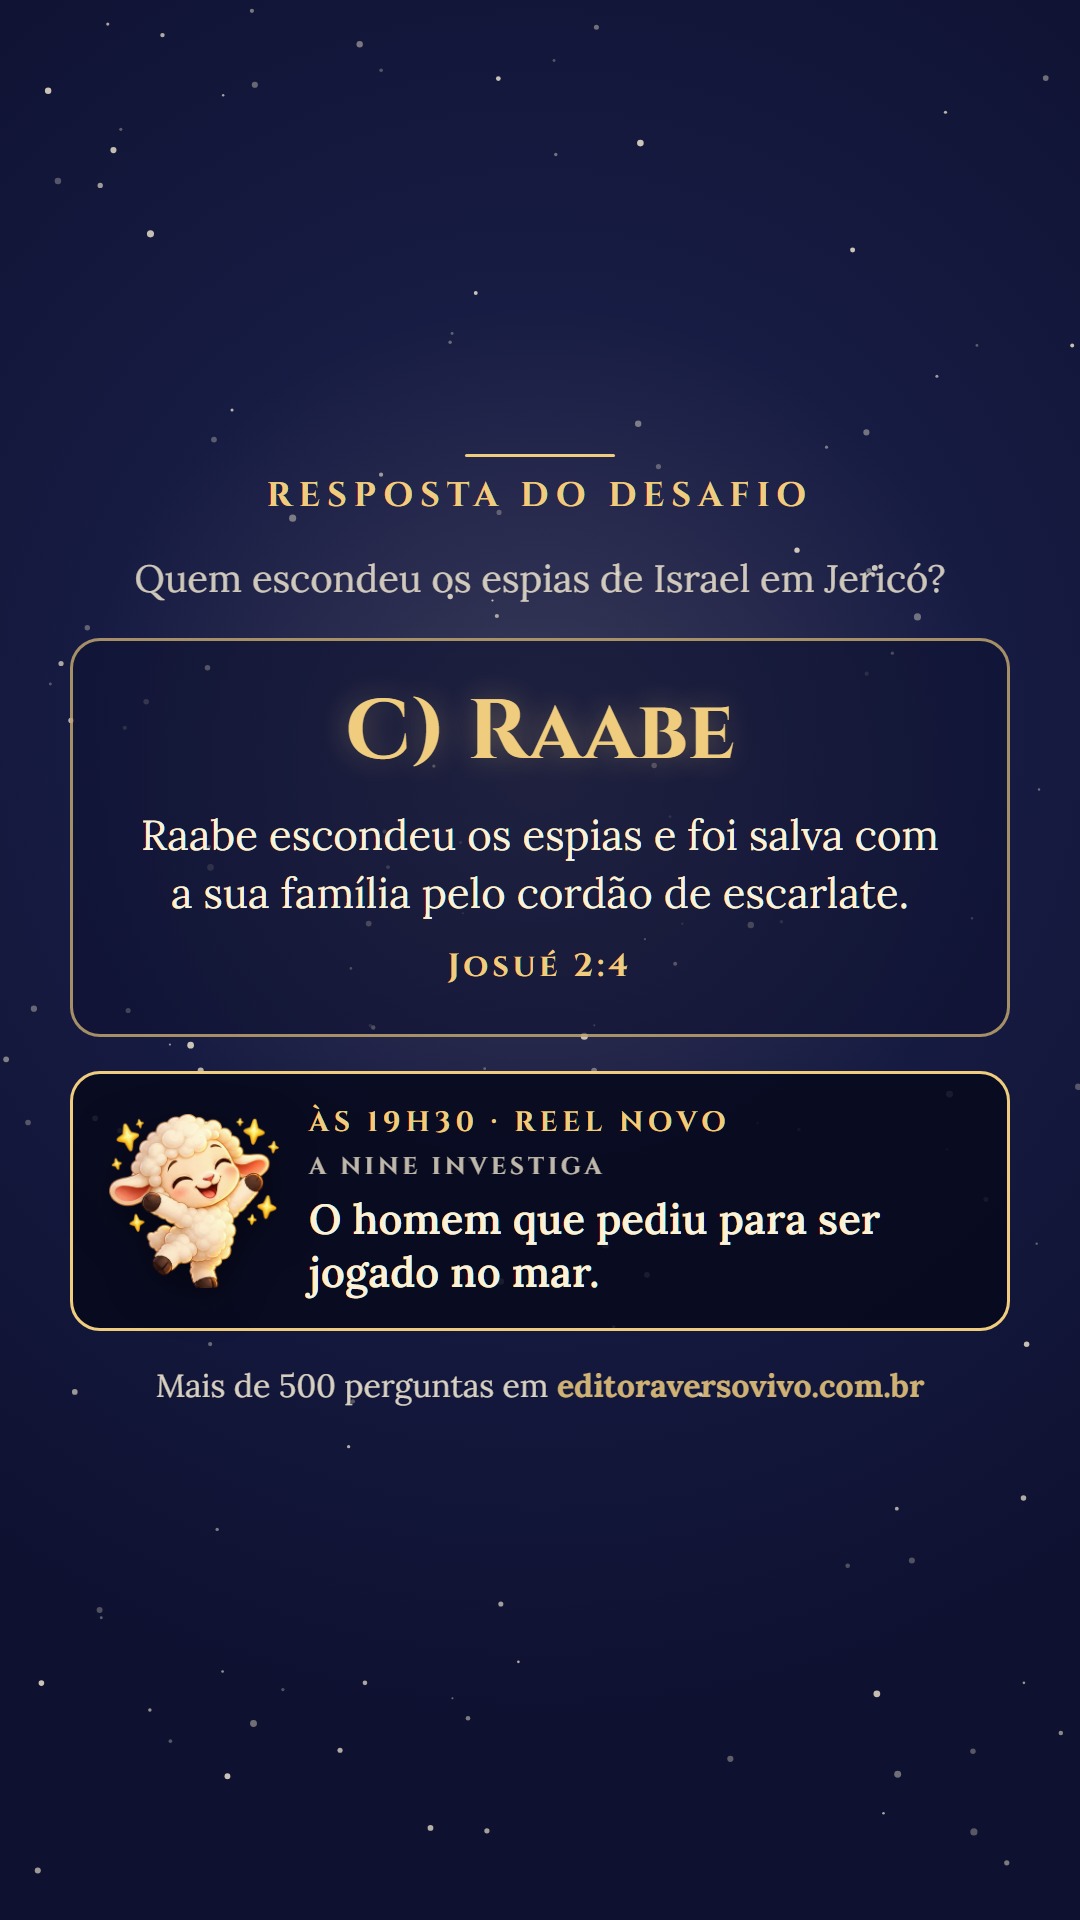 RESPOSTA DO DESAFIO
Quem escondeu os espias de Israel em Jericó?
C) RAABE
Raabe escondeu os espias e foi salva com
a sua família pelo cordão de escarlate.
JOSUÉ 2:4
ÀS 19H30 · REEL NOVO
A NINE INVESTIGA
O homem que pediu para ser
jogado no mar.
Mais de 500 perguntas em editoraversovivo.com.br